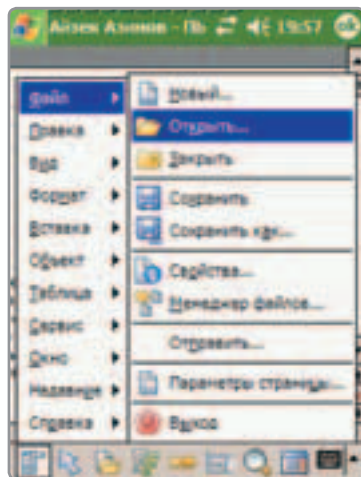 Айзек Азимов - Пь 19:57 ok
Файл
Правка
Вид
Формат
Вставка
Объект
Таблица
Сервис
Окно
Недавние
Справка
Новый...
Открыть...
Закрыть
Сохранить
Сохранить как...
Свойства...
Менеджер файлов...
Отправить...
Параметры страницы...
Выход